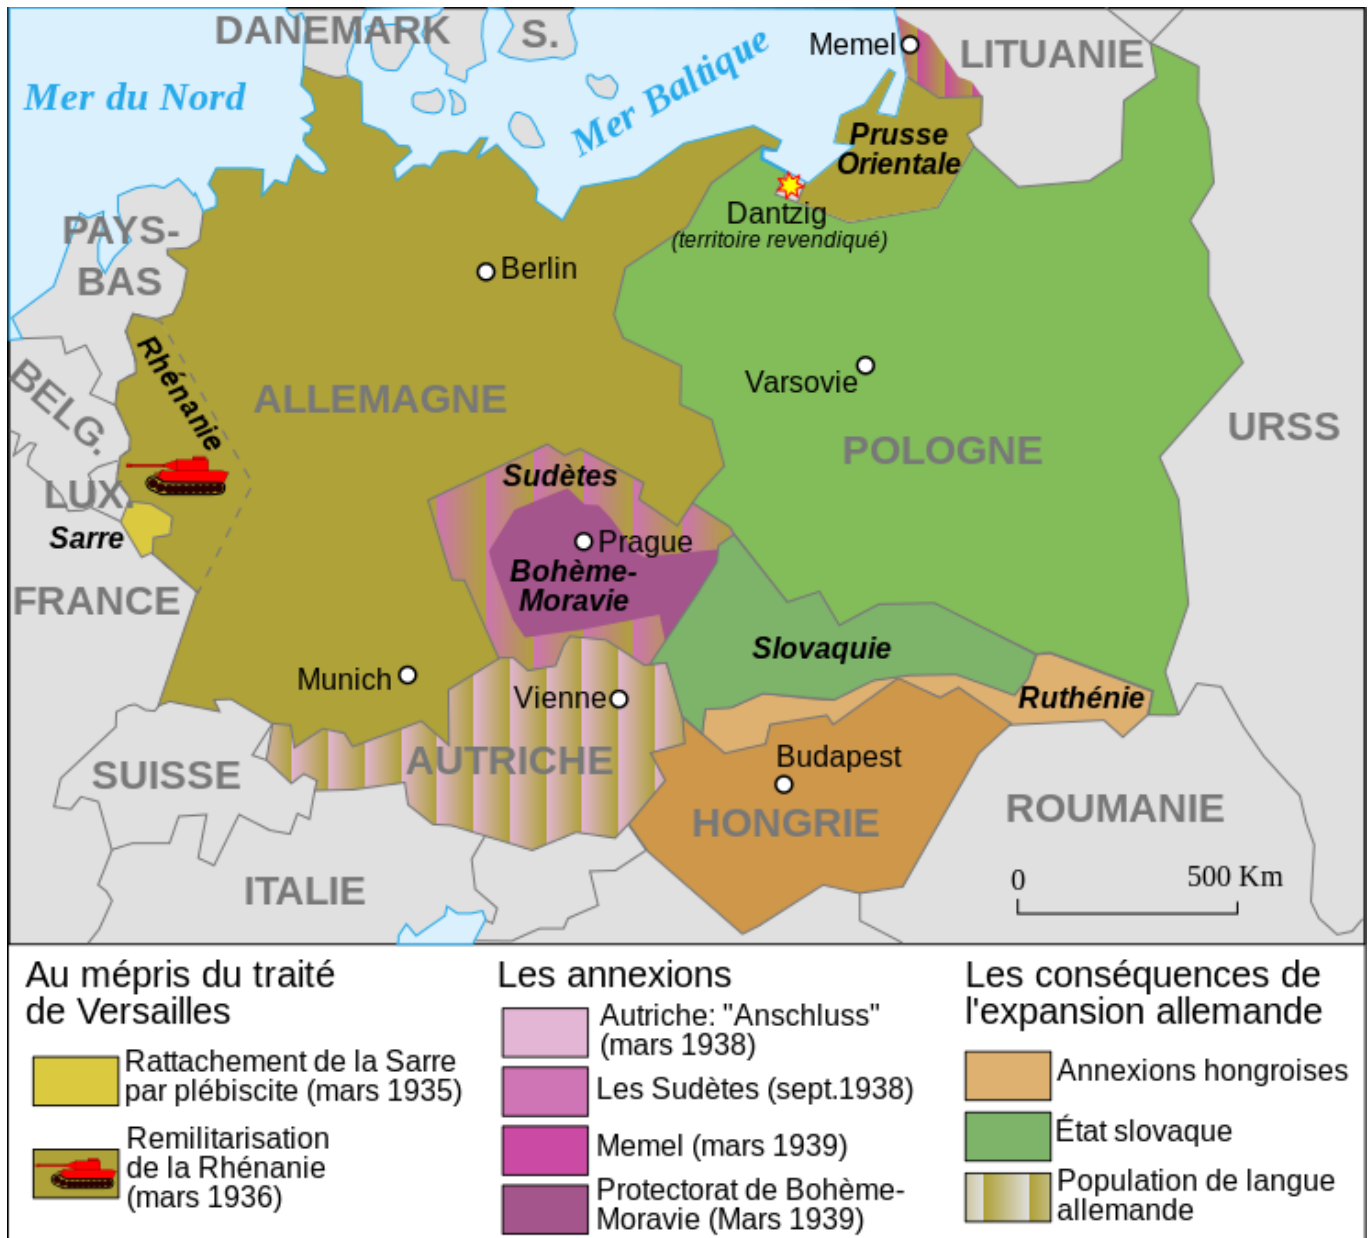 DANEMARK
S.
Memel
LITUANIE
Mer du Nord
Mer Baltique
Prusse
Orientale
Dantzig
(territoire revendiqué)
PAYS-
BAS
Berlin
Rhénanie
BELG.
ALLEMAGNE
Varsovie
POLOGNE
URSS
LUX.
Sarre
Sudètes
Prague
Bohème-
Moravie
FRANCE
Slovaquie
Munich
Vienne
Ruthénie
SUISSE
AUTRICHE
Budapest
HONGRIE
ROUMANIE
ITALIE
0
500 Km
Au mépris du traité
de Versailles
Rattachement de la Sarre
par plébiscite (mars 1935)
Remilitarisation
de la Rhénanie
(mars 1936)
Les annexions
Autriche: "Anschluss"
(mars 1938)
Les Sudètes (sept.1938)
Memel (mars 1939)
Protectorat de Bohème-
Moravie (Mars 1939)
Les conséquences de
l'expansion allemande
Annexions hongroises
État slovaque
Population de langue
allemande